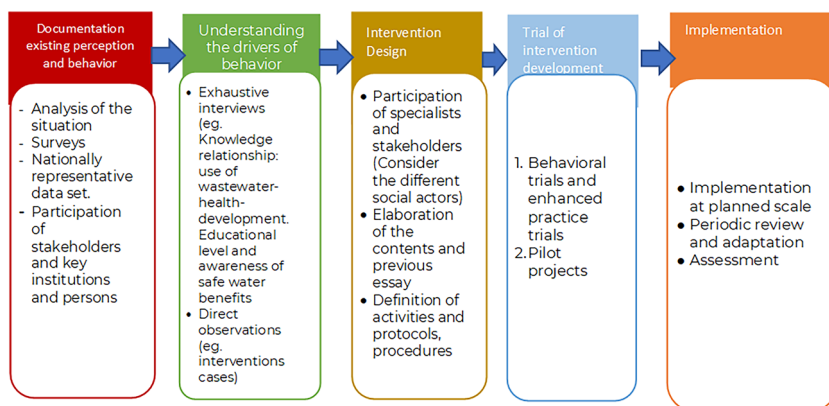 Documentation
existing perception
and behavior
- Analysis of the
situation
- Surveys
- Nationally
representative
data set.
- Participation
of
stakeholders
and key
institutions
and persons
Understanding
the drivers of
behavior
• Exhaustive
interviews
(eg.
Knowledge
relationship:
use of
wastewater-
health-
development.
Educational
level and
awareness of
safe water
benefits
• Direct
observations
(eg.
interventions
cases)
Intervention
Design
• Participation
of specialists
and
stakeholders
(Consider
the different
social actors)
• Elaboration
of the
contents and
previous
essay
• Definition of
activities and
protocols,
procedures
Trial of
intervention
development
1. Behavioral
trials and
enhanced
practice
trials
2. Pilot
projects
Implementation
• Implementation
at planned scale
• Periodic review
and adaptation
• Assessment